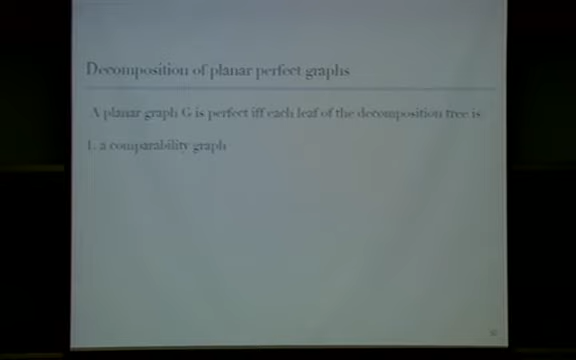 Decomposition of planar perfect graphs
A planar graph G is perfect iff each leaf of the decomposition tree is
1. a comparability graph